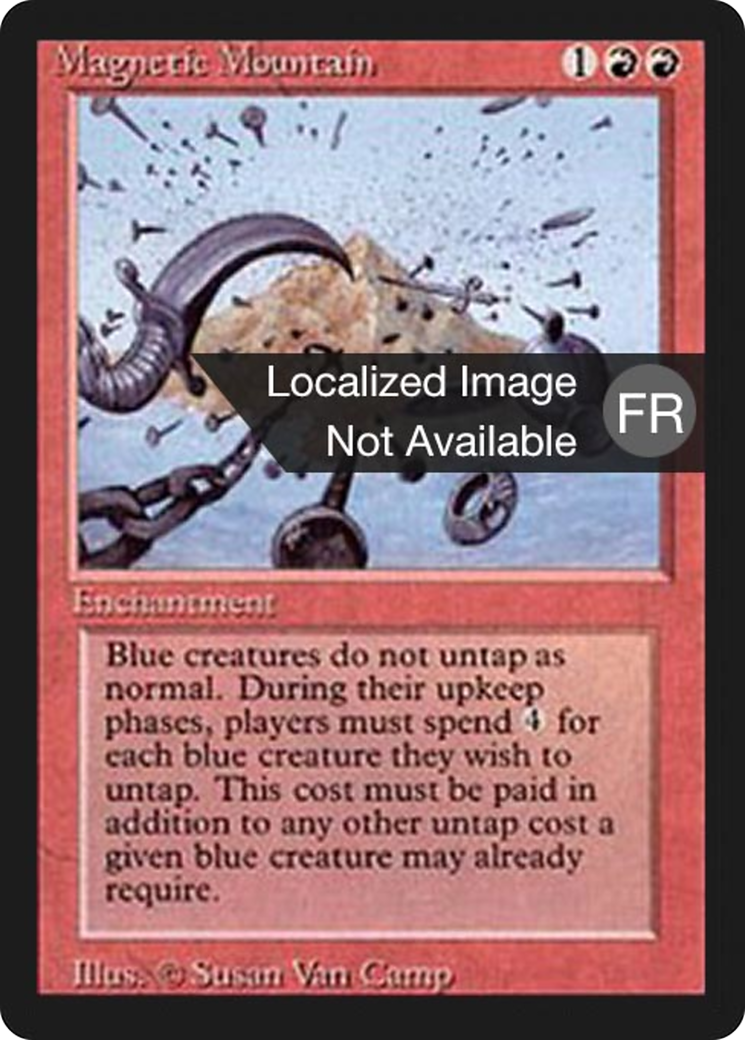 Magnetic Mountain 1
Localized Image
Not Available
FR
Enchantment
Blue creatures do not untap as
normal. During their upkeep
phases, players must spend 4 for
each blue creature they wish to
untap. This cost must be paid in
addition to any other untap cost a
given blue creature may already
require.
Illus. © Susan Van Camp